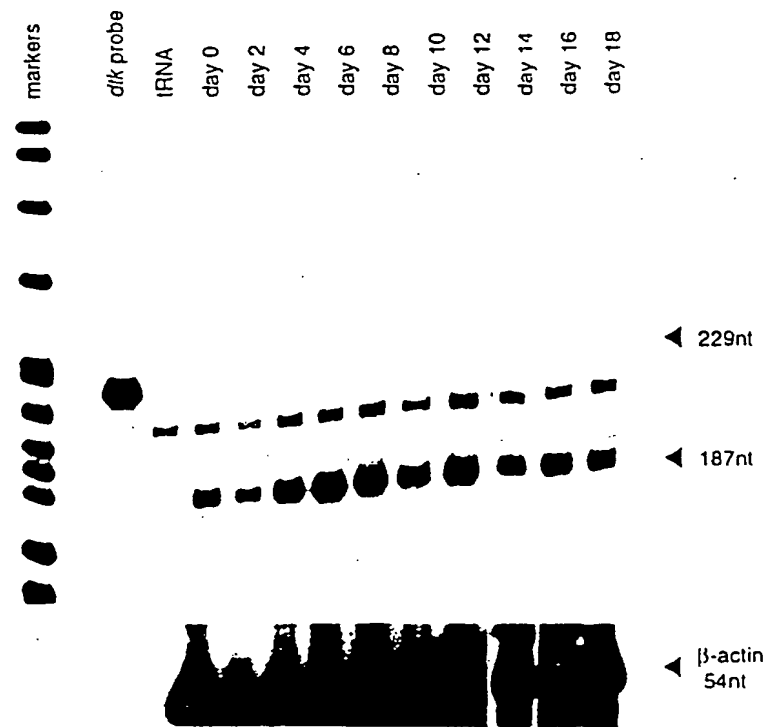 markers
dlk probe
tRNA
day 0
day 2
day 4
day 6
day 8
day 10
day 12
day 14
day 16
day 18
229nt
187nt
β-actin
54nt